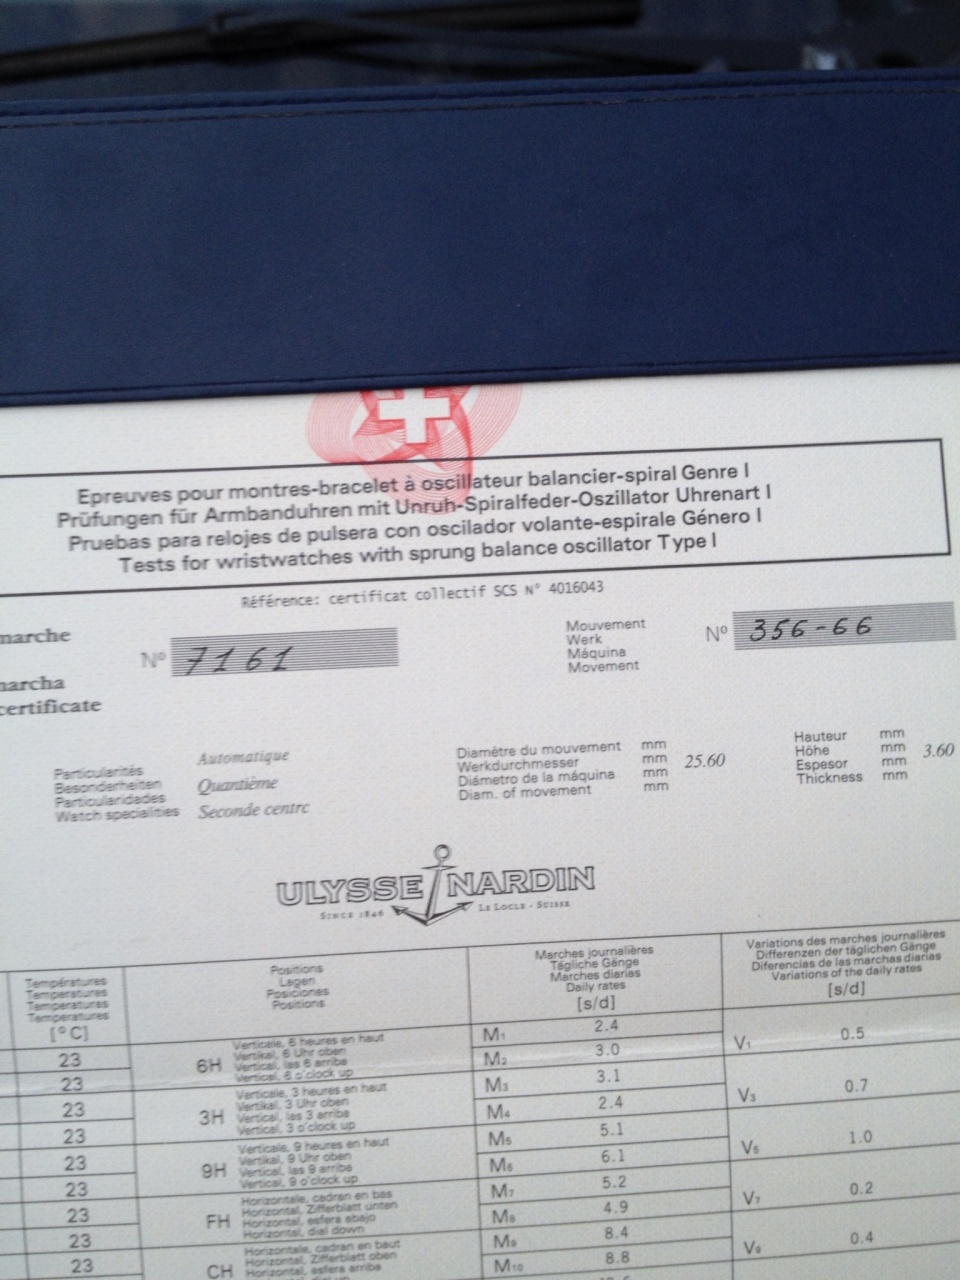 Epreuves pour montres-bracelet à oscillateur balancier-spiral Genre I
Prüfungen für Armbanduhren mit Unruh-Spiralfeder-Oszillator Uhrenart I
Pruebas para relojes de pulsera con oscilador volante-espirale Género I
Tests for wristwatches with sprung balance oscillator Type I
Référence: certificat collectif SCS N° 4016043
marche
marcha
certificate
Nº 7161
Mouvement
Werk
Máquina
Movement
Nº 356-66
Particularités
Besonderheiten
Particularidades
Watch specialities
Automatique
Quantième
Seconde centre
Diamètre du mouvement mm
Werkdurchmesser mm
Diámetro de la máquina mm
Diam. of movement mm
25.60
Hauteur mm
Höhe mm
Espesor mm
Thickness mm
3.60
ULYSSE NARDIN
SINCE 1846 LE LOCLE - SUISSE
Températures
Temperaturen
Temperaturas
Temperatures
[°C]
Positions
Lagen
Posiciones
Positions
Marches journalières
Tägliche Gänge
Marchas diarias
Daily rates
[s/d]
Variations des marches journalières
Differenzen der täglichen Gänge
Diferencias de las marchas diarias
Variations of the daily rates
[s/d]
23
23
23
23
23
23
23
23
23
6H
Verticale, 6 heures en haut
Vertikal, 6 Uhr oben
Vertical, las 6 arriba
Vertical, 6 o'clock up
3H
Verticale, 3 heures en haut
Vertikal, 3 Uhr oben
Vertical, las 3 arriba
Vertical, 3 o'clock up
9H
Verticale, 9 heures en haut
Vertikal, 9 Uhr oben
Vertical, las 9 arriba
Vertical, 9 o'clock up
FH
Horizontale, cadran en bas
Horizontal, Zifferblatt unten
Horizontal, esfera abajo
Horizontal, dial down
CH
Horizontale, cadran en haut
Horizontal, Zifferblatt oben
Horizontal, esfera arriba
M1 2.4
M2 3.0
M3 3.1
M4 2.4
M5 5.1
M6 6.1
M7 5.2
M8 4.9
M9 8.4
M10 8.8
V1 0.5
V3 0.7
V5 1.0
V7 0.2
V9 0.4